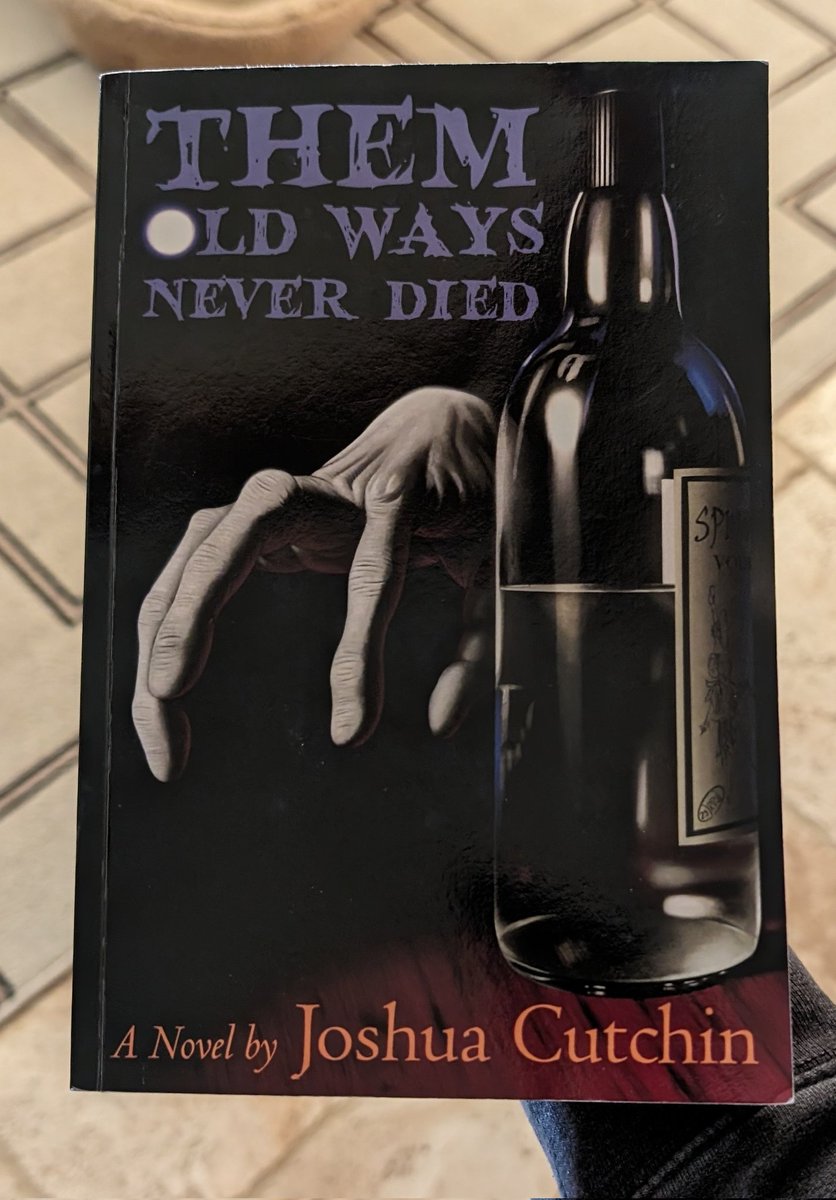 THEM
OLD WAYS
NEVER DIED
A Novel by Joshua Cutchin